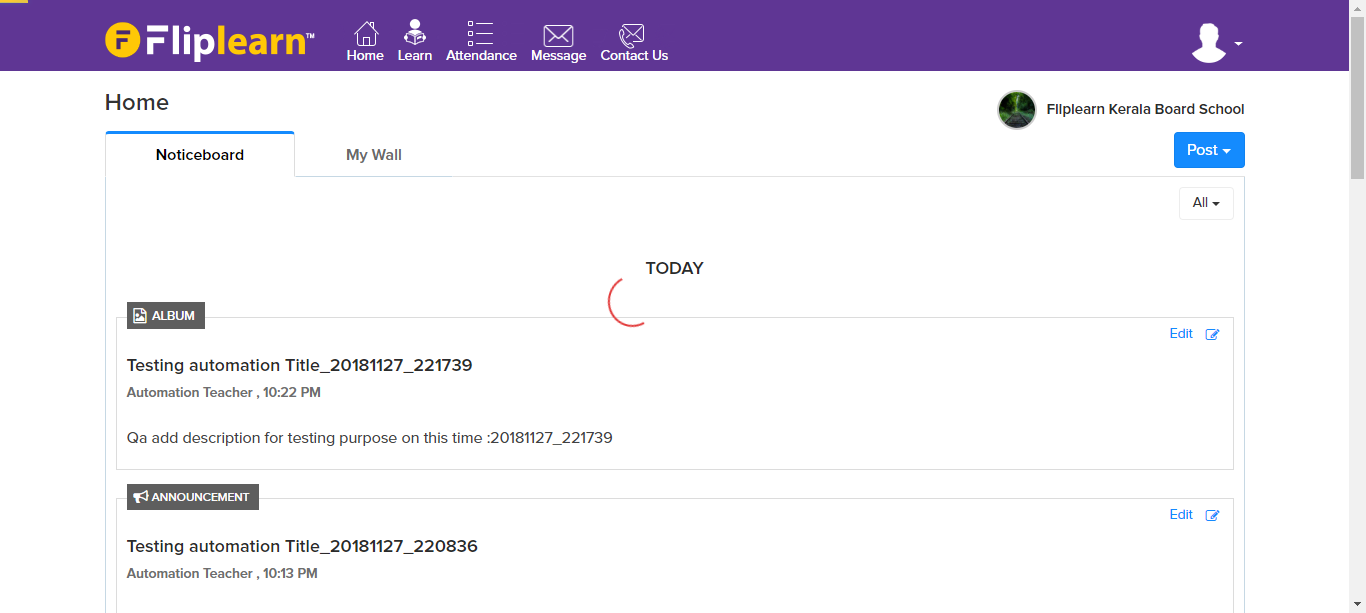 Fliplearn™
Home Learn Attendance Message Contact Us
Home
Fliplearn Kerala Board School
Noticeboard My Wall Post
All
TODAY
ALBUM
Edit
Testing automation Title_20181127_221739
Automation Teacher , 10:22 PM
Qa add description for testing purpose on this time :20181127_221739
ANNOUNCEMENT
Edit
Testing automation Title_20181127_220836
Automation Teacher , 10:13 PM